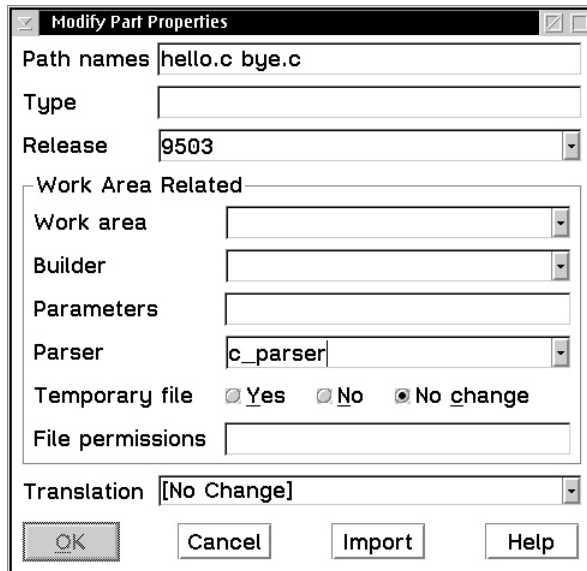 Modify Part Properties
Path names hello.c bye.c
Type
Release 9503
Work Area Related
Work area
Builder
Parameters
Parser c_parser
Temporary file Yes No No change
File permissions
Translation [No Change]
OK Cancel Import Help